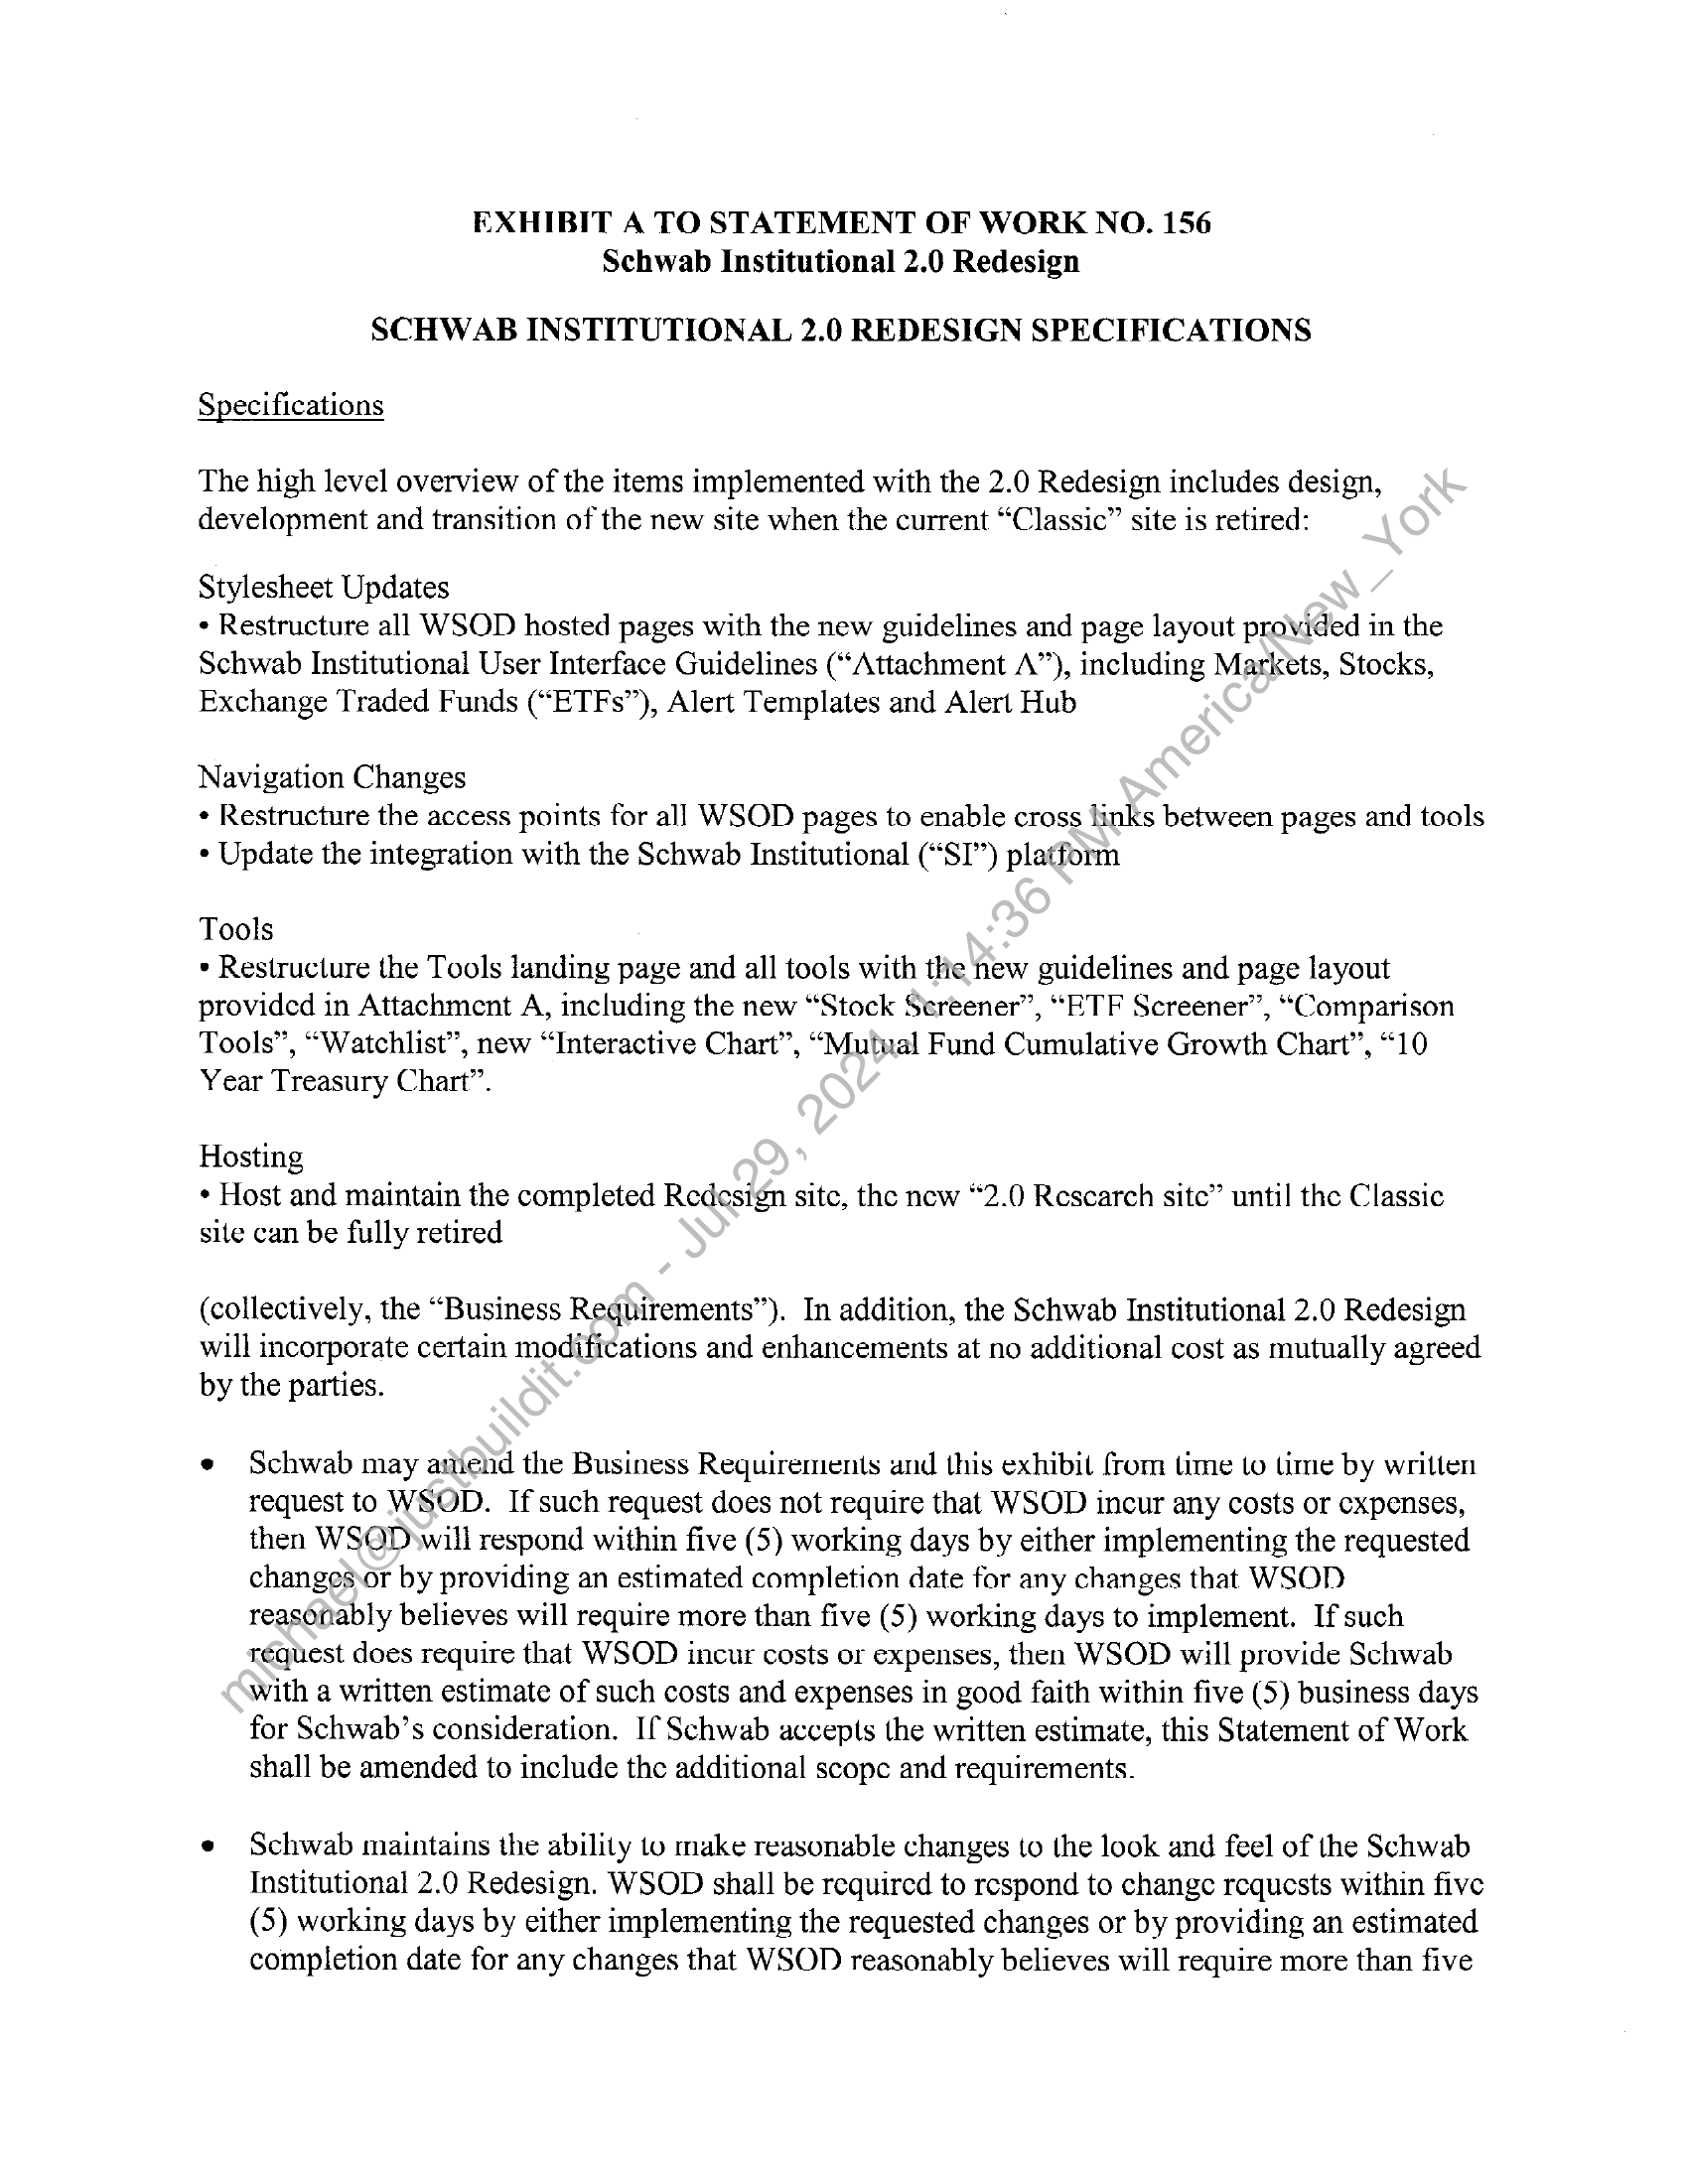 EXHIBIT A TO STATEMENT OF WORK NO. 156
Schwab Institutional 2.0 Redesign
SCHWAB INSTITUTIONAL 2.0 REDESIGN SPECIFICATIONS
Specifications
The high level overview of the items implemented with the 2.0 Redesign includes design,
development and transition of the new site when the current “Classic” site is retired:
Stylesheet Updates
• Restructure all WSOD hosted pages with the new guidelines and page layout provided in the
Schwab Institutional User Interface Guidelines (“Attachment A”), including Markets, Stocks,
Exchange Traded Funds (“ETFs”), Alert Templates and Alert Hub
Navigation Changes
• Restructure the access points for all WSOD pages to enable cross links between pages and tools
• Update the integration with the Schwab Institutional (“SI”) platform
Tools
• Restructure the Tools landing page and all tools with the new guidelines and page layout
provided in Attachment A, including the new “Stock Screener”, “ETF Screener”, “Comparison
Tools”, “Watchlist”, new “Interactive Chart”, “Mutual Fund Cumulative Growth Chart”, “10
Year Treasury Chart”.
Hosting
• Host and maintain the completed Redesign site, the new “2.0 Research site” until the Classic
site can be fully retired
(collectively, the “Business Requirements”). In addition, the Schwab Institutional 2.0 Redesign
will incorporate certain modifications and enhancements at no additional cost as mutually agreed
by the parties.
• Schwab may amend the Business Requirements and this exhibit from time to time by written
request to WSOD. If such request does not require that WSOD incur any costs or expenses,
then WSOD will respond within five (5) working days by either implementing the requested
changes or by providing an estimated completion date for any changes that WSOD
reasonably believes will require more than five (5) working days to implement. If such
request does require that WSOD incur costs or expenses, then WSOD will provide Schwab
with a written estimate of such costs and expenses in good faith within five (5) business days
for Schwab’s consideration. If Schwab accepts the written estimate, this Statement of Work
shall be amended to include the additional scope and requirements.
• Schwab maintains the ability to make reasonable changes to the look and feel of the Schwab
Institutional 2.0 Redesign. WSOD shall be required to respond to change requests within five
(5) working days by either implementing the requested changes or by providing an estimated
completion date for any changes that WSOD reasonably believes will require more than five
michael@justbuildit.com - Jul 29, 2024, 1:14:36 PM America/New_York